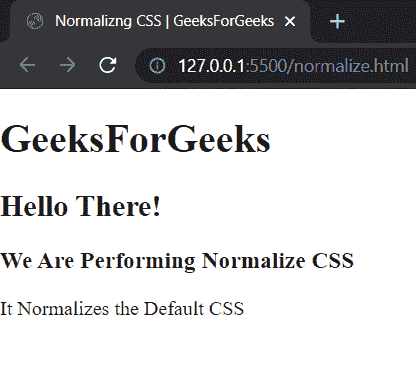 Normalizng CSS | GeeksForGeeks
127.0.0.1:5500/normalize.html
GeeksForGeeks
Hello There!
We Are Performing Normalize CSS
It Normalizes the Default CSS